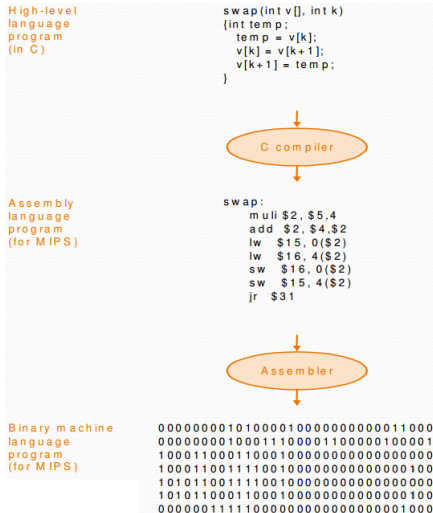 High-level
language
program
(in C)
swap(int v[], int k)
{int temp;
temp = v[k];
v[k] = v[k+1];
v[k+1] = temp;
}
C compiler
Assembly
language
program
(for MIPS)
swap:
muli $2, $5,4
add $2, $4,$2
lw $15, 0($2)
lw $16, 4($2)
sw $16, 0($2)
sw $15, 4($2)
jr $31
Assembler
Binary machine
language
program
(for MIPS)
00000000101000010000000000011000
00000000100011100001100000100001
10001100011000100000000000000000
10001100111100100000000000000100
10101100111100100000000000000000
10101100011000100000000000000100
00000011111000000000000000001000